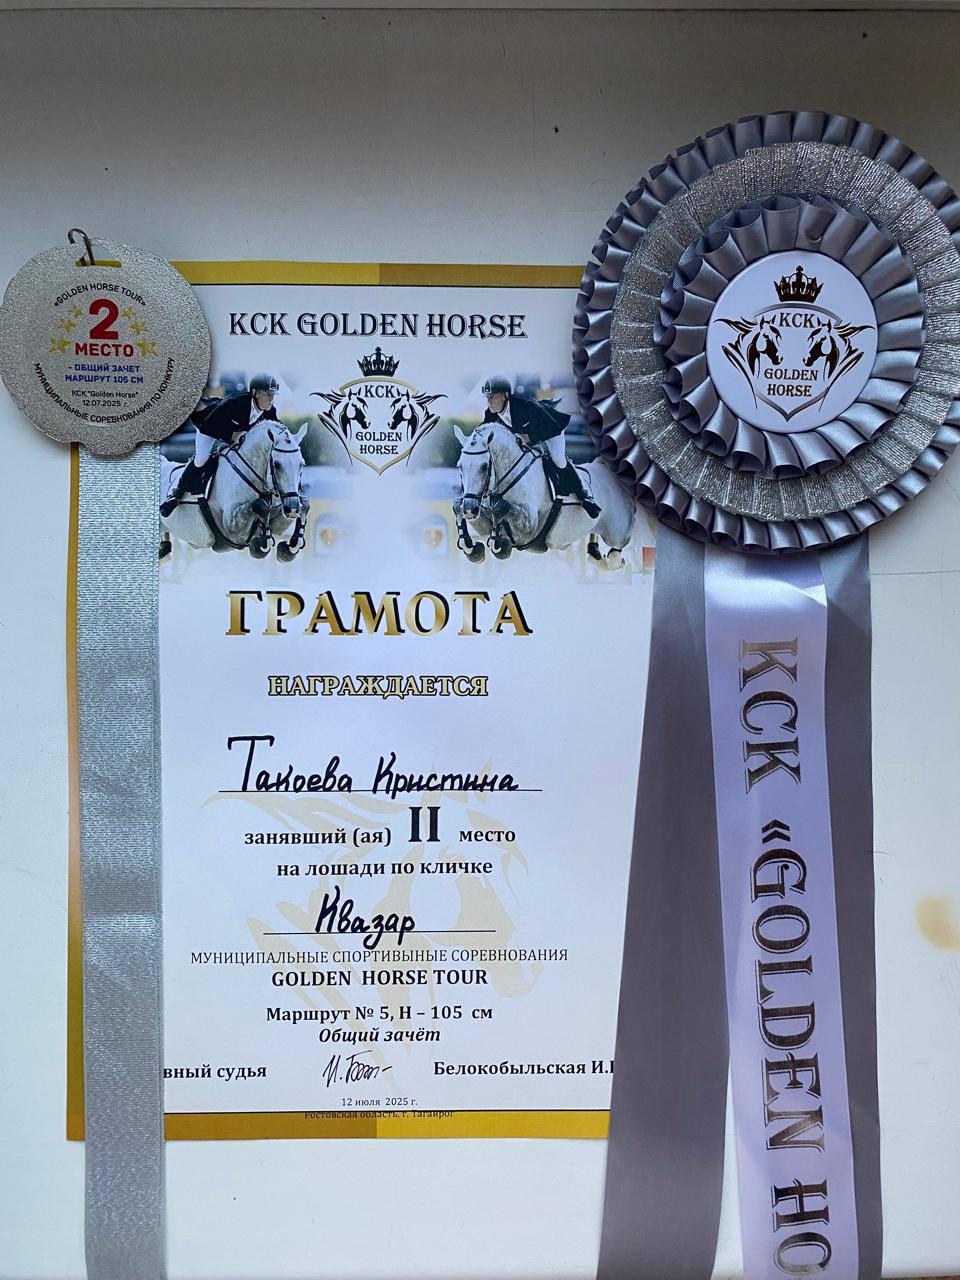 «GOLDEN HORSE TOUR»
2
МЕСТО
- ОБЩИЙ ЗАЧЕТ
МАРШРУТ 105 СМ
КСК "Golden Horse"
12.07.2025 г.
МУНИЦИПАЛЬНЫЕ СОРЕВНОВАНИЯ ПО КОНКУРУ
КСК GOLDEN HORSE
КСК
GOLDEN
HORSE
ГРАМОТА
НАГРАЖДАЕТСЯ
Такоева Кристина
занявший (ая) II место
на лошади по кличке
Квазар
МУНИЦИПАЛЬНЫЕ СПОРТИВЫНЫЕ СОРЕВНОВАНИЯ
GOLDEN HORSE TOUR
Маршрут № 5, H – 105 см
Общий зачёт
вный судья Белокобыльская И.
12 июля 2025 г.
Ростовская область, г. Таганрог
КСК
GOLDEN
HORSE
КСК «GOLDEN HO